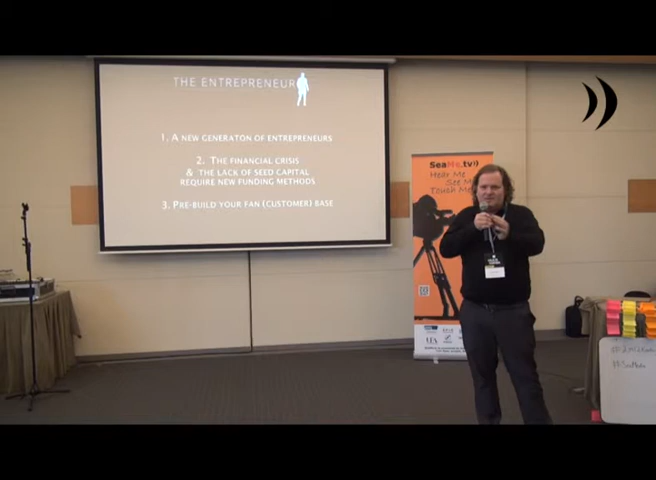 THE ENTREPRENEUR
1. A NEW GENERATON OF ENTREPRENEURS
2. THE FINANCIAL CRISIS
& THE LACK OF SEED CAPITAL
REQUIRE NEW FUNDING METHODS
3. PRE-BUILD YOUR FAN (CUSTOMER) BASE
SeaMe.tv
Hear Me
See Me
Touch Me